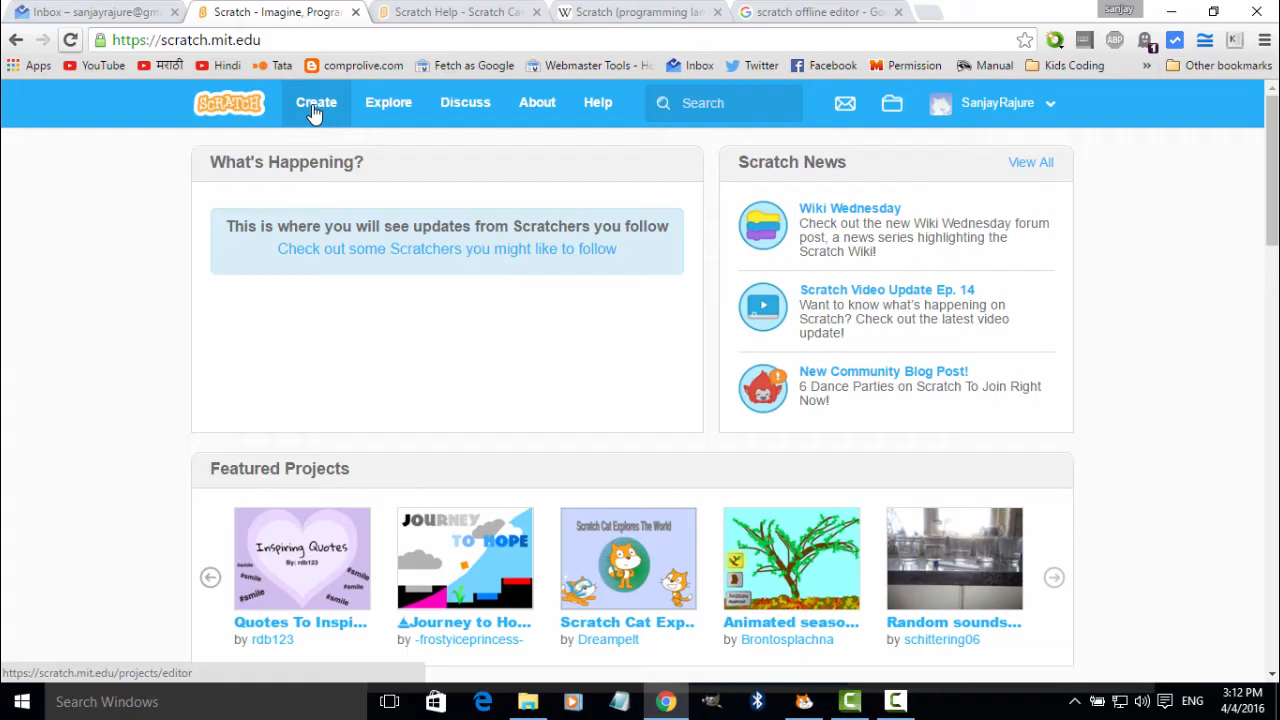 Inbox – sanjayrajure@gm
Scratch - Imagine, Progra
Scratch Help - Scratch Ca
Scratch (programming lan
scratch offline editor - Go
sanjay
https://scratch.mit.edu
Apps YouTube मराठी Hindi Tata comprolive.com Fetch as Google Webmaster Tools - Ho Inbox Twitter Facebook Permission Manual Kids Coding » Other bookmarks
SCRATCH Create Explore Discuss About Help Search SanjayRajure
What's Happening?
This is where you will see updates from Scratchers you follow
Check out some Scratchers you might like to follow
Scratch News View All
Wiki Wednesday
Check out the new Wiki Wednesday forum
post, a news series highlighting the
Scratch Wiki!
Scratch Video Update Ep. 14
Want to know what's happening on
Scratch? Check out the latest video
update!
New Community Blog Post!
6 Dance Parties on Scratch To Join Right
Now!
Featured Projects
Inspiring Quotes
By: rdb123
#smile
#smile
#smile
#smile
Quotes To Inspi...
by rdb123
JOURNEY
TO HOPE
Journey to Ho...
by -frostyiceprincess-
Scratch Cat Explores The World
Scratch Cat Exp...
by Dreampelt
Animated seaso...
by Brontosplachna
Random sounds...
by schittering06
https://scratch.mit.edu/projects/editor
Search Windows
ENG
3:12 PM
4/4/2016